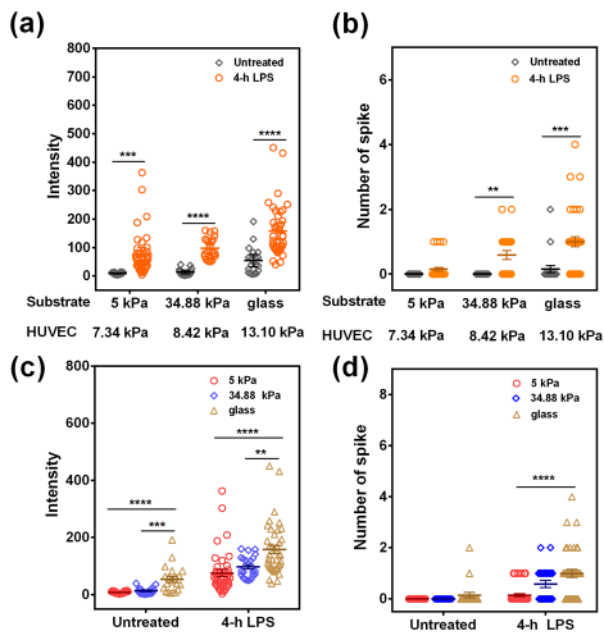 (a)
800
700
600
500
400
300
200
100
0
Intensity
Untreated
4-h LPS
***
****
****
Substrate 5 kPa 34.88 kPa glass
HUVEC 7.34 kPa 8.42 kPa 13.10 kPa
(b)
6
4
2
0
Number of spike
Untreated
4-h LPS
**
***
Substrate 5 kPa 34.88 kPa glass
HUVEC 7.34 kPa 8.42 kPa 13.10 kPa
(c)
800
600
400
200
0
Intensity
5 kPa
34.88 kPa
glass
****
***
****
**
Untreated 4-h LPS
(d)
8
6
4
2
0
Number of spike
5 kPa
34.88 kPa
glass
****
Untreated 4-h LPS